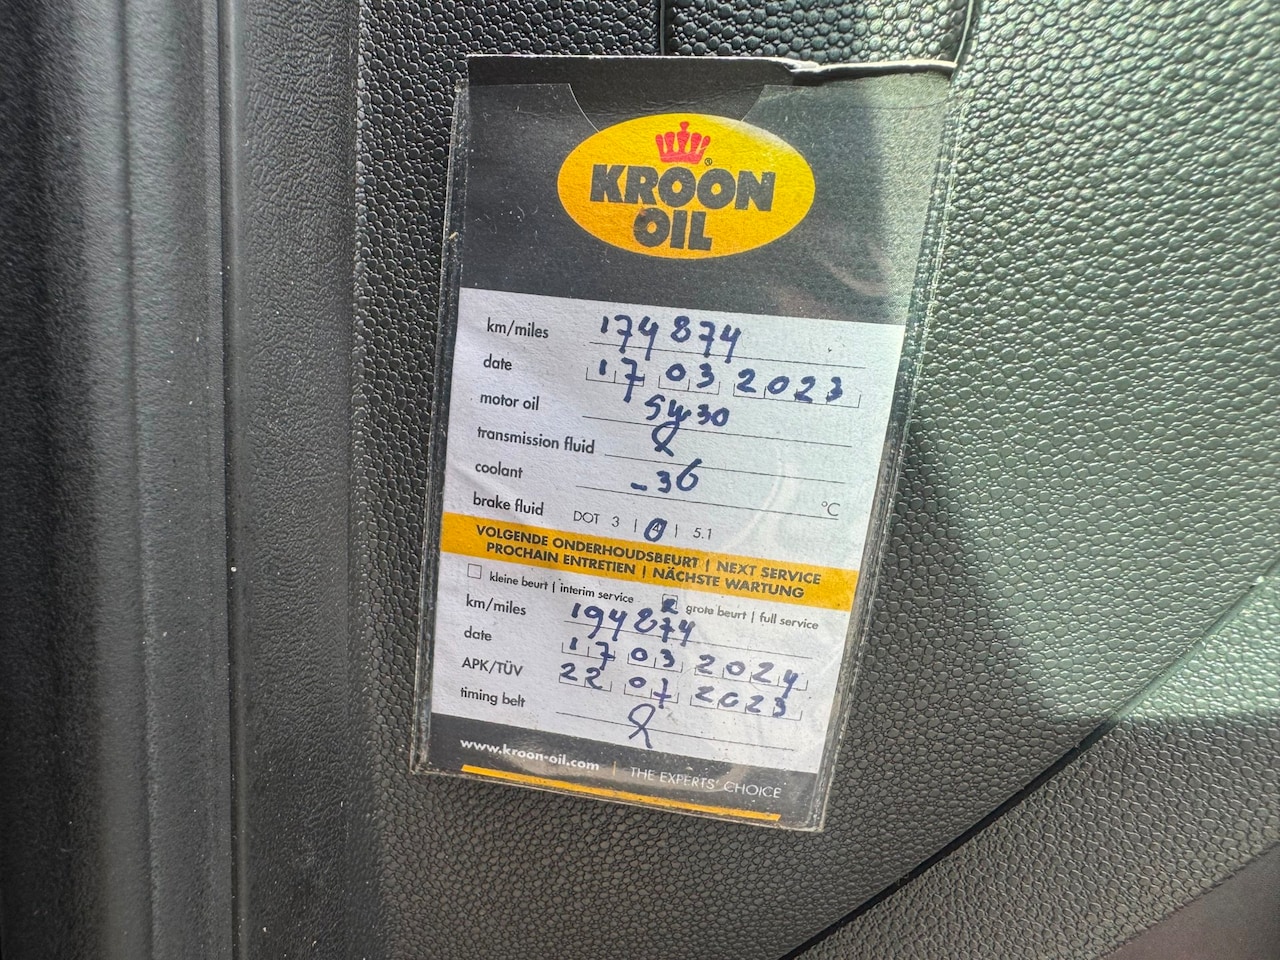 KROON
OIL
®
km/miles 174874
date 17 03 2023
motor oil 5w30
transmission fluid
coolant -36 °C
brake fluid DOT 3 | 4 | 5.1
VOLGENDE ONDERHOUDSBEURT | NEXT SERVICE
PROCHAIN ENTRETIEN | NÄCHSTE WARTUNG
kleine beurt | interim service grote beurt | full service
km/miles 194874
date 17 03 2024
APK/TÜV 22 07 2023
timing belt
www.kroon-oil.com | THE EXPERTS' CHOICE